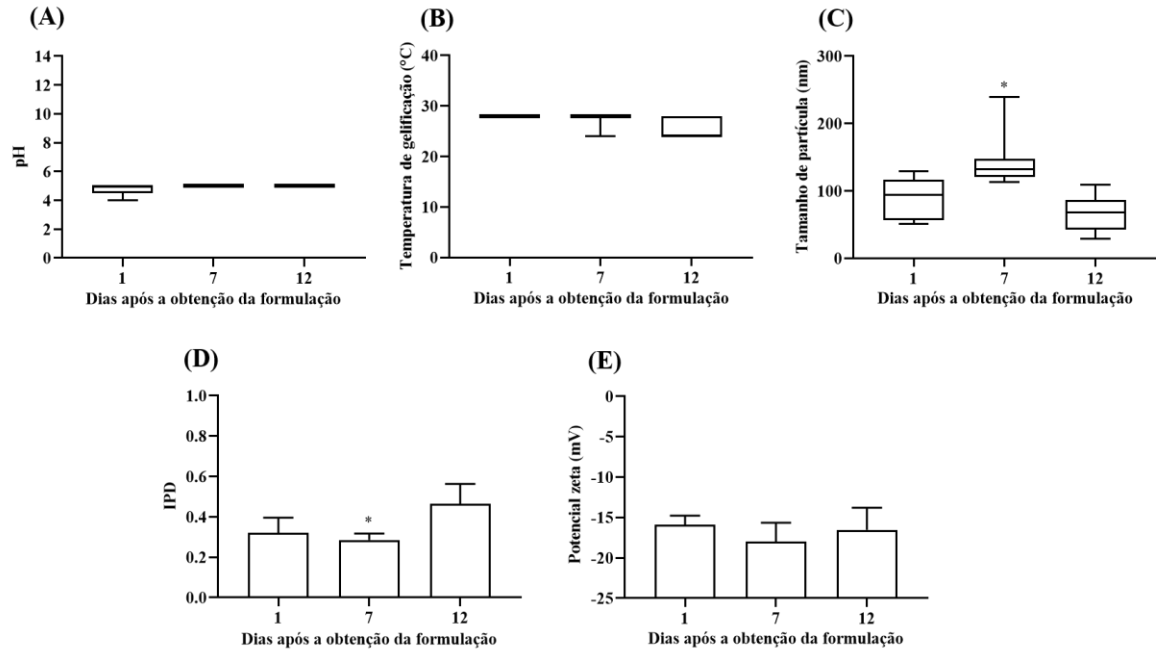 (A)
pH
14
12
10
8
6
4
2
0
1 7 12
Dias após a obtenção da formulação
(B)
Temperatura de gelificação (°C)
40
30
20
10
0
1 7 12
Dias após a obtenção da formulação
(C)
Tamanho de partícula (nm)
300
200
100
0
*
1 7 12
Dias após a obtenção da formulação
(D)
IPD
1.0
0.8
0.6
0.4
0.2
0.0
*
1 7 12
Dias após a obtenção da formulação
(E)
Potencial zeta (mV)
0
-5
-10
-15
-20
-25
1 7 12
Dias após a obtenção da formulação